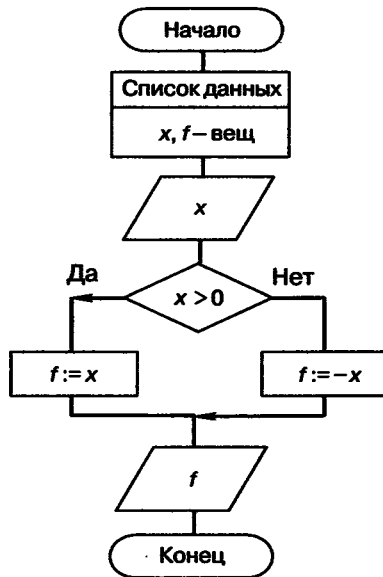 Начало
Список данных
x, f – вещ
x
Да
x > 0
Нет
f := x
f := –x
f
Конец